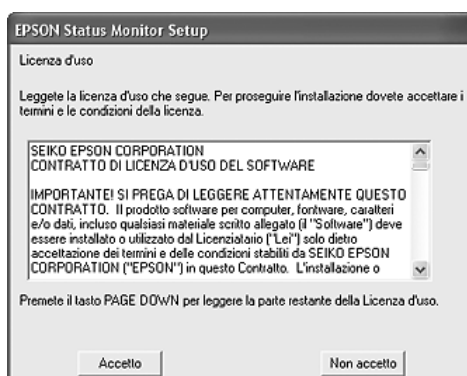 EPSON Status Monitor Setup
Licenza d'uso
Leggete la licenza d'uso che segue. Per proseguire l'installazione dovete accettare i
termini e le condizioni della licenza.
SEIKO EPSON CORPORATION
CONTRATTO DI LICENZA D'USO DEL SOFTWARE
IMPORTANTE! SI PREGA DI LEGGERE ATTENTAMENTE QUESTO
CONTRATTO. Il prodotto software per computer, fontware, caratteri
e/o dati, incluso qualsiasi materiale scritto allegato (il "Software") deve
essere installato o utilizzato dal Licenziatario ("Lei") solo dietro
accettazione dei termini e delle condizioni stabiliti da SEIKO EPSON
CORPORATION ("EPSON") in questo Contratto. L'installazione o
Premete il tasto PAGE DOWN per leggere la parte restante della Licenza d'uso.
Accetto
Non accetto